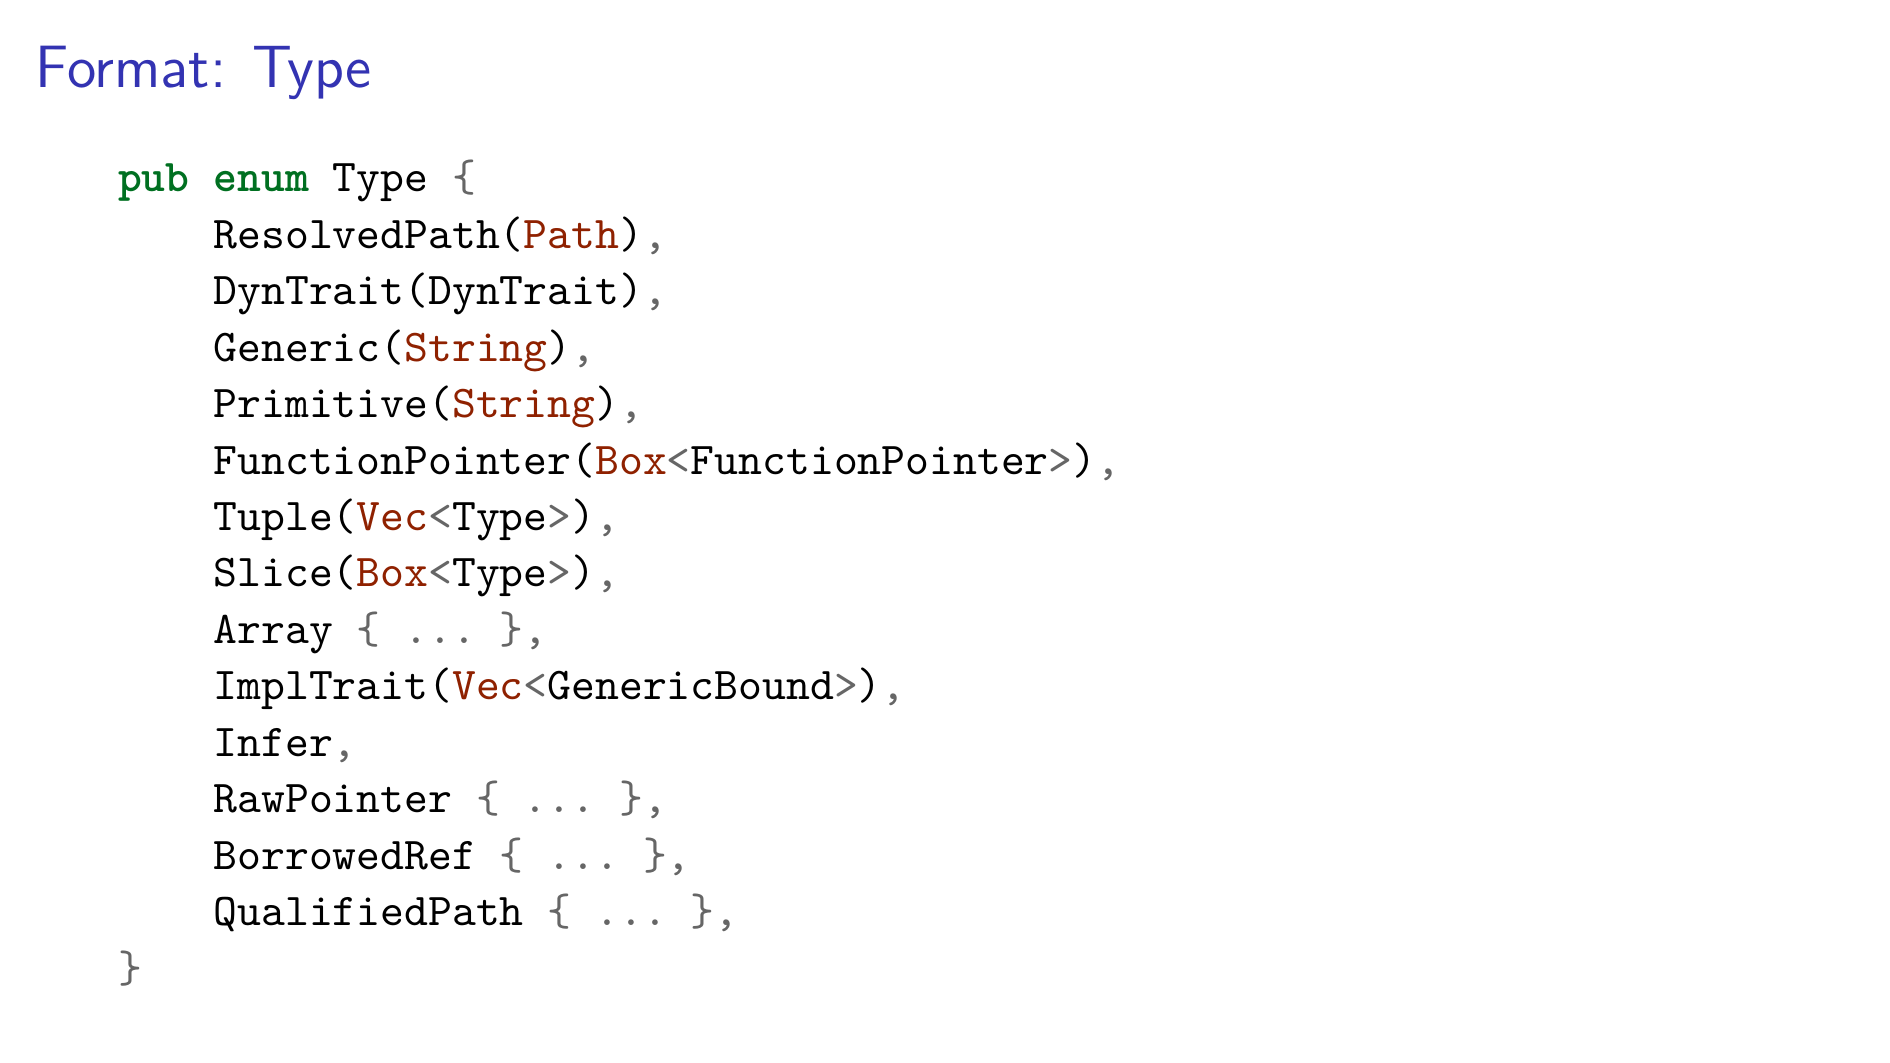 Format: Type
pub enum Type {
    ResolvedPath(Path),
    DynTrait(DynTrait),
    Generic(String),
    Primitive(String),
    FunctionPointer(Box<FunctionPointer>),
    Tuple(Vec<Type>),
    Slice(Box<Type>),
    Array { ... },
    ImplTrait(Vec<GenericBound>),
    Infer,
    RawPointer { ... },
    BorrowedRef { ... },
    QualifiedPath { ... },
}